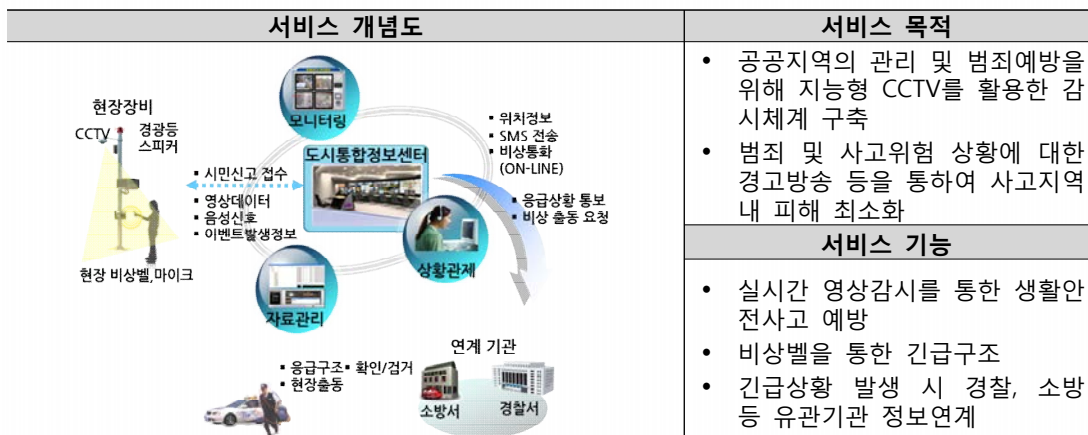 서비스 개념도
서비스 목적
현장장비
CCTV
경광등
스피커
현장 비상벨,마이크
▪ 시민신고 접수
▪ 영상데이터
▪ 음성신호
▪ 이벤트발생정보
모니터링
도시통합정보센터
상황관제
자료관리
▪ 위치정보
▪ SMS 전송
▪ 비상통화
(ON-LINE)
▪ 응급상황 통보
▪ 비상 출동 요청
연계 기관
소방서
경찰서
▪ 응급구조▪ 확인/검거
▪ 현장출동
• 공공지역의 관리 및 범죄예방을
위해 지능형 CCTV를 활용한 감
시체계 구축
• 범죄 및 사고위험 상황에 대한
경고방송 등을 통하여 사고지역
내 피해 최소화
서비스 기능
• 실시간 영상감시를 통한 생활안
전사고 예방
• 비상벨을 통한 긴급구조
• 긴급상황 발생 시 경찰, 소방
등 유관기관 정보연계